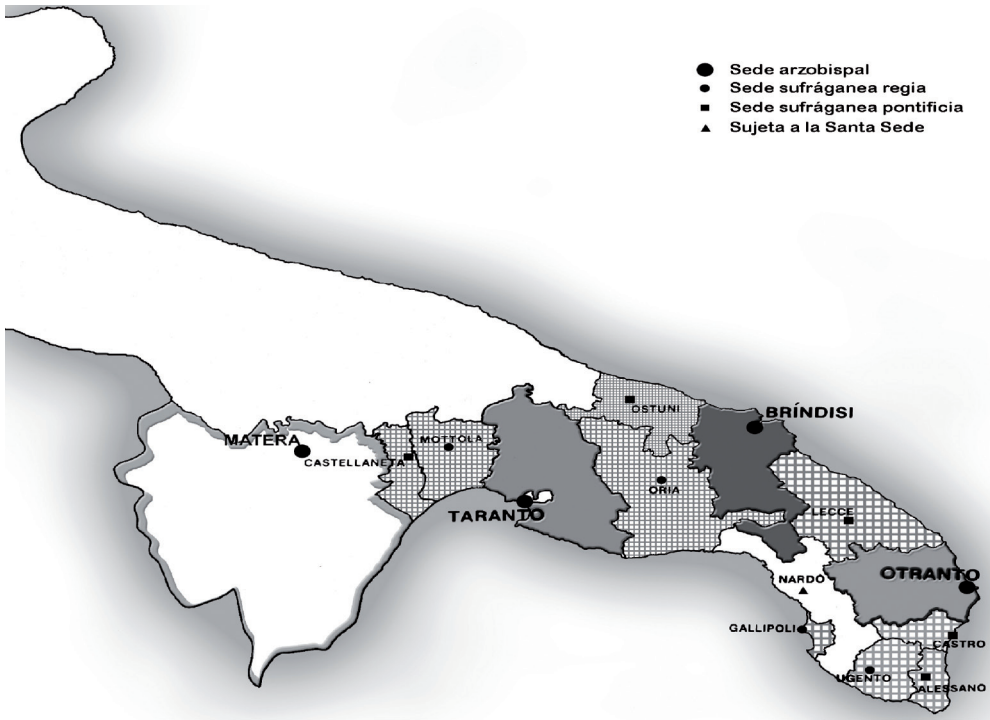 Sede arzobispal
Sede sufráganea regia
Sede sufráganea pontificia
Sujeta a la Santa Sede
OSTUNI
BRÍNDISI
MATERA
MOTTOLA
CASTELLANETA
ORIA
TARANTO
LECCE
OTRANTO
NARDÒ
GALLIPOLI
CASTRO
UGENTO
ALESSANO